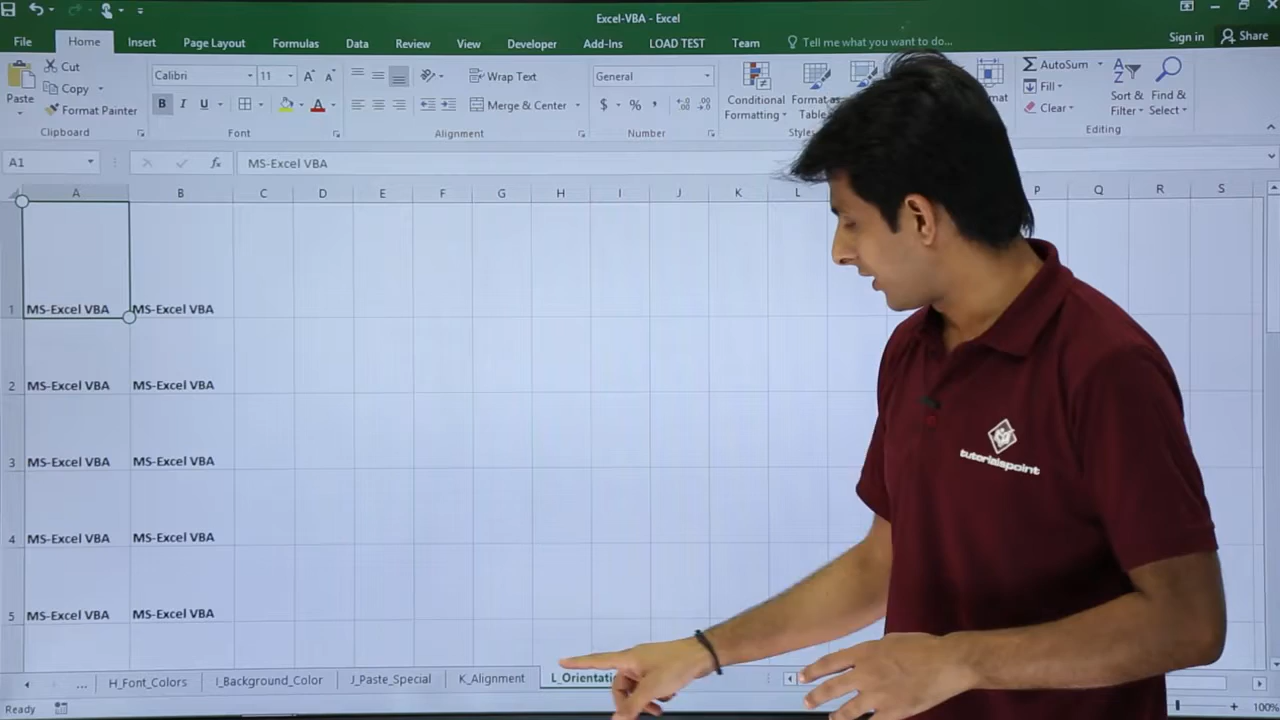 Excel-VBA - Excel
File Home Insert Page Layout Formulas Data Review View Developer Add-Ins LOAD TEST Team Tell me what you want to do... Sign in Share
Paste
Cut
Copy
Format Painter
Clipboard
Calibri 11
B I U
Font
Wrap Text
Merge & Center
Alignment
General
$ % ,
Number
Conditional
Formatting
Format as
Table
AutoSum
Fill
Clear
Sort &
Filter
Find &
Select
Editing
A1 fx MS-Excel VBA
A B C D E F G H I J K L P Q R S
1 MS-Excel VBA MS-Excel VBA
2 MS-Excel VBA MS-Excel VBA
3 MS-Excel VBA MS-Excel VBA
4 MS-Excel VBA MS-Excel VBA
5 MS-Excel VBA MS-Excel VBA
tutorialspoint
... H_Font_Colors I_Background_Color J_Paste_Special K_Alignment
Ready 100%